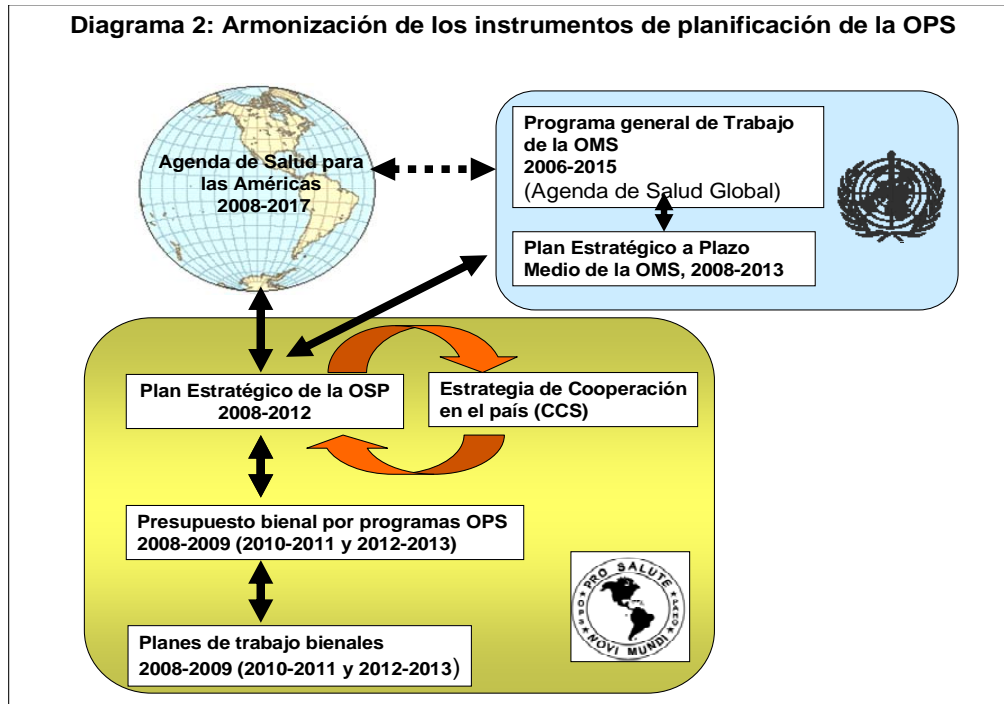 Diagrama 2: Armonización de los instrumentos de planificación de la OPS
Agenda de Salud para
las Américas
2008-2017
Programa general de Trabajo
de la OMS
2006-2015
(Agenda de Salud Global)
Plan Estratégico a Plazo
Medio de la OMS, 2008-2013
Plan Estratégico de la OSP
2008-2012
Estrategia de Cooperación
en el país (CCS)
Presupuesto bienal por programas OPS
2008-2009 (2010-2011 y 2012-2013)
PRO SALUTE
NOVI MUNDI
Planes de trabajo bienales
2008-2009 (2010-2011 y 2012-2013)